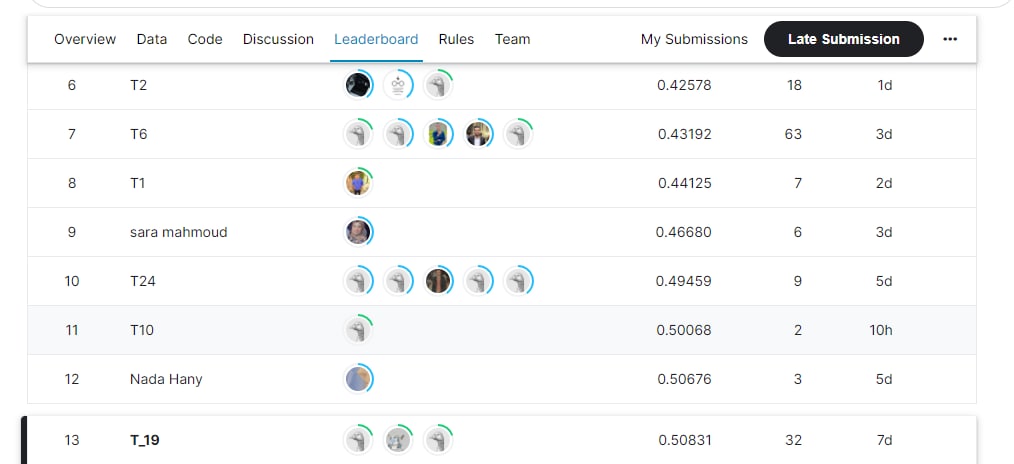 Overview Data Code Discussion Leaderboard Rules Team My Submissions Late Submission ...
6 T2 0.42578 18 1d
7 T6 0.43192 63 3d
8 T1 0.44125 7 2d
9 sara mahmoud 0.46680 6 3d
10 T24 0.49459 9 5d
11 T10 0.50068 2 10h
12 Nada Hany 0.50676 3 5d
13 T_19 0.50831 32 7d